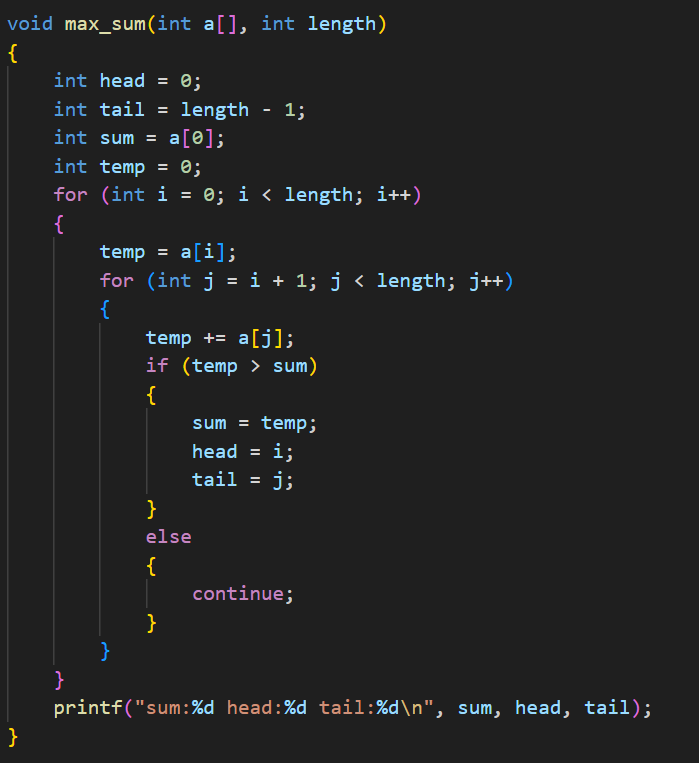 void max_sum(int a[], int length)
{
    int head = 0;
    int tail = length - 1;
    int sum = a[0];
    int temp = 0;
    for (int i = 0; i < length; i++)
    {
        temp = a[i];
        for (int j = i + 1; j < length; j++)
        {
            temp += a[j];
            if (temp > sum)
            {
                sum = temp;
                head = i;
                tail = j;
            }
            else
            {
                continue;
            }
        }
    }
    printf("sum:%d head:%d tail:%d\n", sum, head, tail);
}